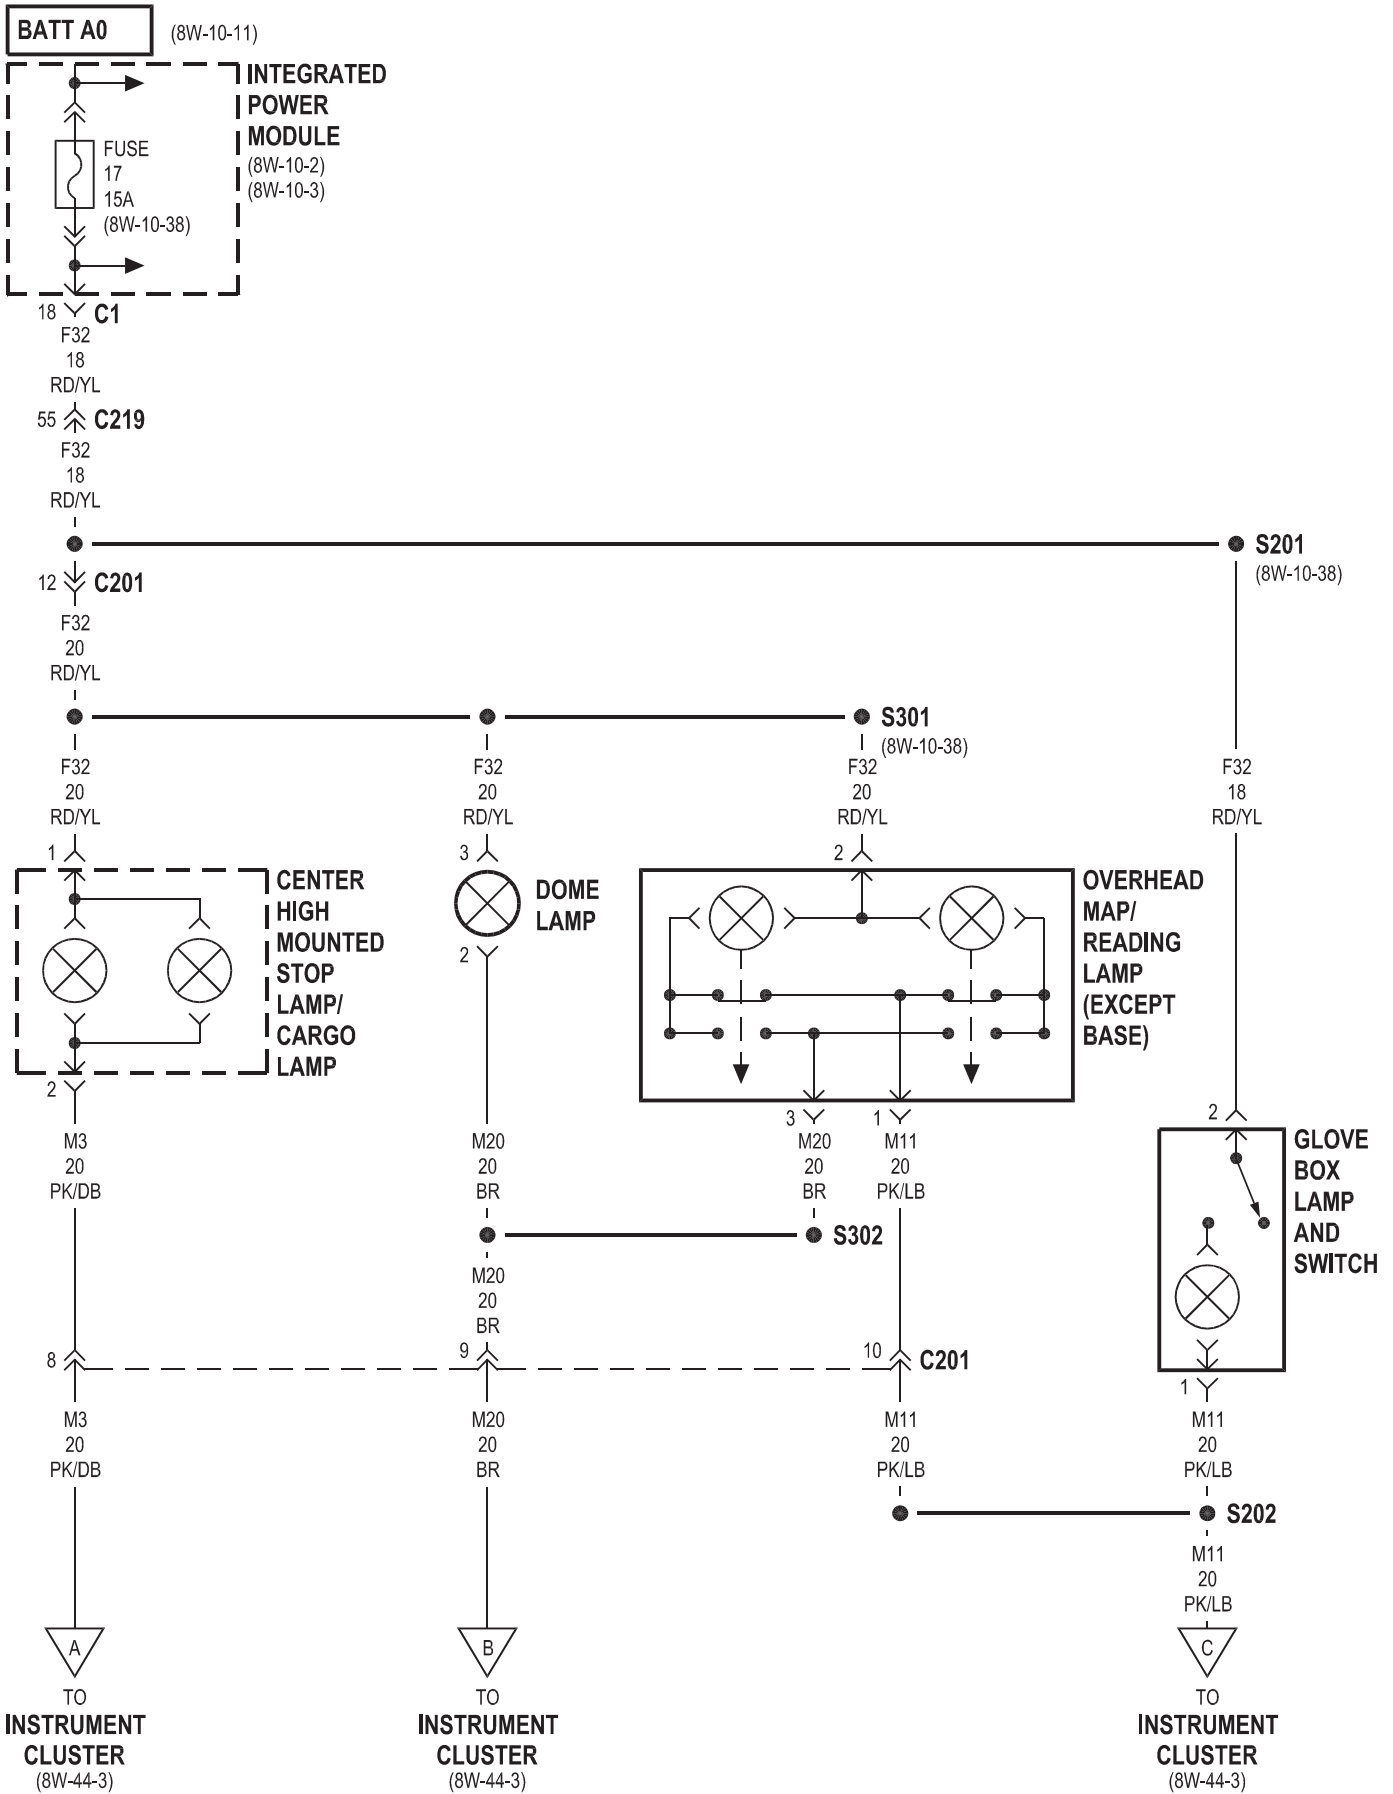 BATT A0
(8W-10-11)
INTEGRATED
POWER
MODULE
(8W-10-2)
(8W-10-3)
FUSE
17
15A
(8W-10-38)
18
C1
F32
18
RD/YL
55
C219
F32
18
RD/YL
S201
(8W-10-38)
12
C201
F32
20
RD/YL
S301
(8W-10-38)
F32
20
RD/YL
F32
20
RD/YL
F32
20
RD/YL
F32
18
RD/YL
1
CENTER
HIGH
MOUNTED
STOP
LAMP/
CARGO
LAMP
2
3
DOME
LAMP
2
2
OVERHEAD
MAP/
READING
LAMP
(EXCEPT
BASE)
3
1
2
GLOVE
BOX
LAMP
AND
SWITCH
1
M3
20
PK/DB
M20
20
BR
M20
20
BR
M11
20
PK/LB
S302
M20
20
BR
8
9
10
C201
M3
20
PK/DB
M20
20
BR
M11
20
PK/LB
M11
20
PK/LB
S202
M11
20
PK/LB
A
TO
INSTRUMENT
CLUSTER
(8W-44-3)
B
TO
INSTRUMENT
CLUSTER
(8W-44-3)
C
TO
INSTRUMENT
CLUSTER
(8W-44-3)